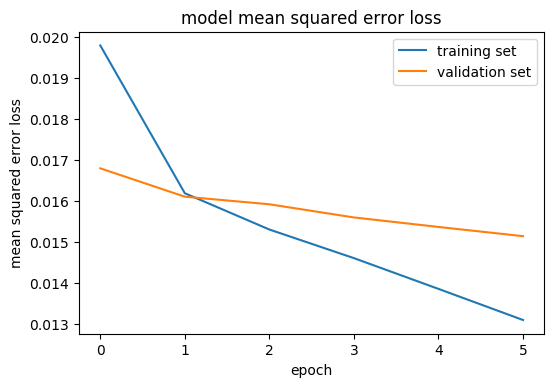 model mean squared error loss
0.020
0.019
0.018
0.017
0.016
0.015
0.014
0.013
mean squared error loss
training set
validation set
0 1 2 3 4 5
epoch